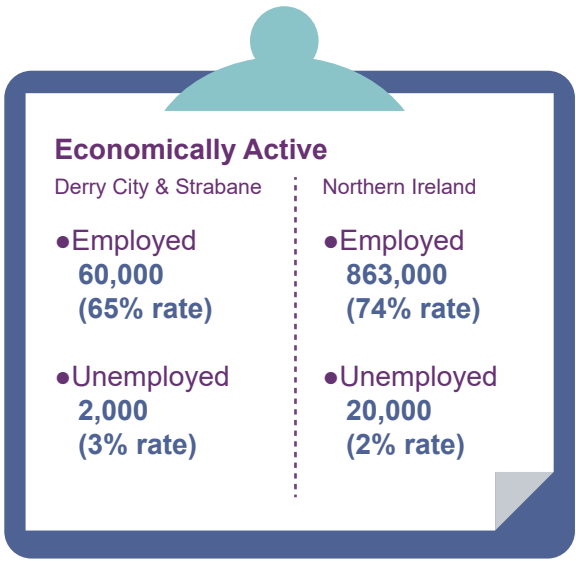 Economically Active
Derry City & Strabane
●Employed
60,000
(65% rate)
●Unemployed
2,000
(3% rate)
Northern Ireland
●Employed
863,000
(74% rate)
●Unemployed
20,000
(2% rate)